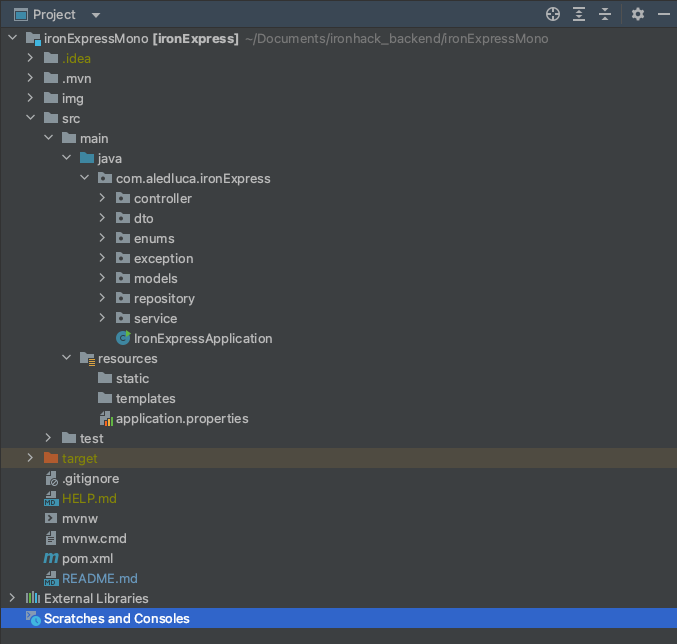 Project
ironExpressMono [ironExpress] ~/Documents/ironhack_backend/ironExpressMono
.idea
.mvn
img
src
main
java
com.aledluca.ironExpress
controller
dto
enums
exception
models
repository
service
IronExpressApplication
resources
static
templates
application.properties
test
target
.gitignore
HELP.md
mvnw
mvnw.cmd
pom.xml
README.md
External Libraries
Scratches and Consoles